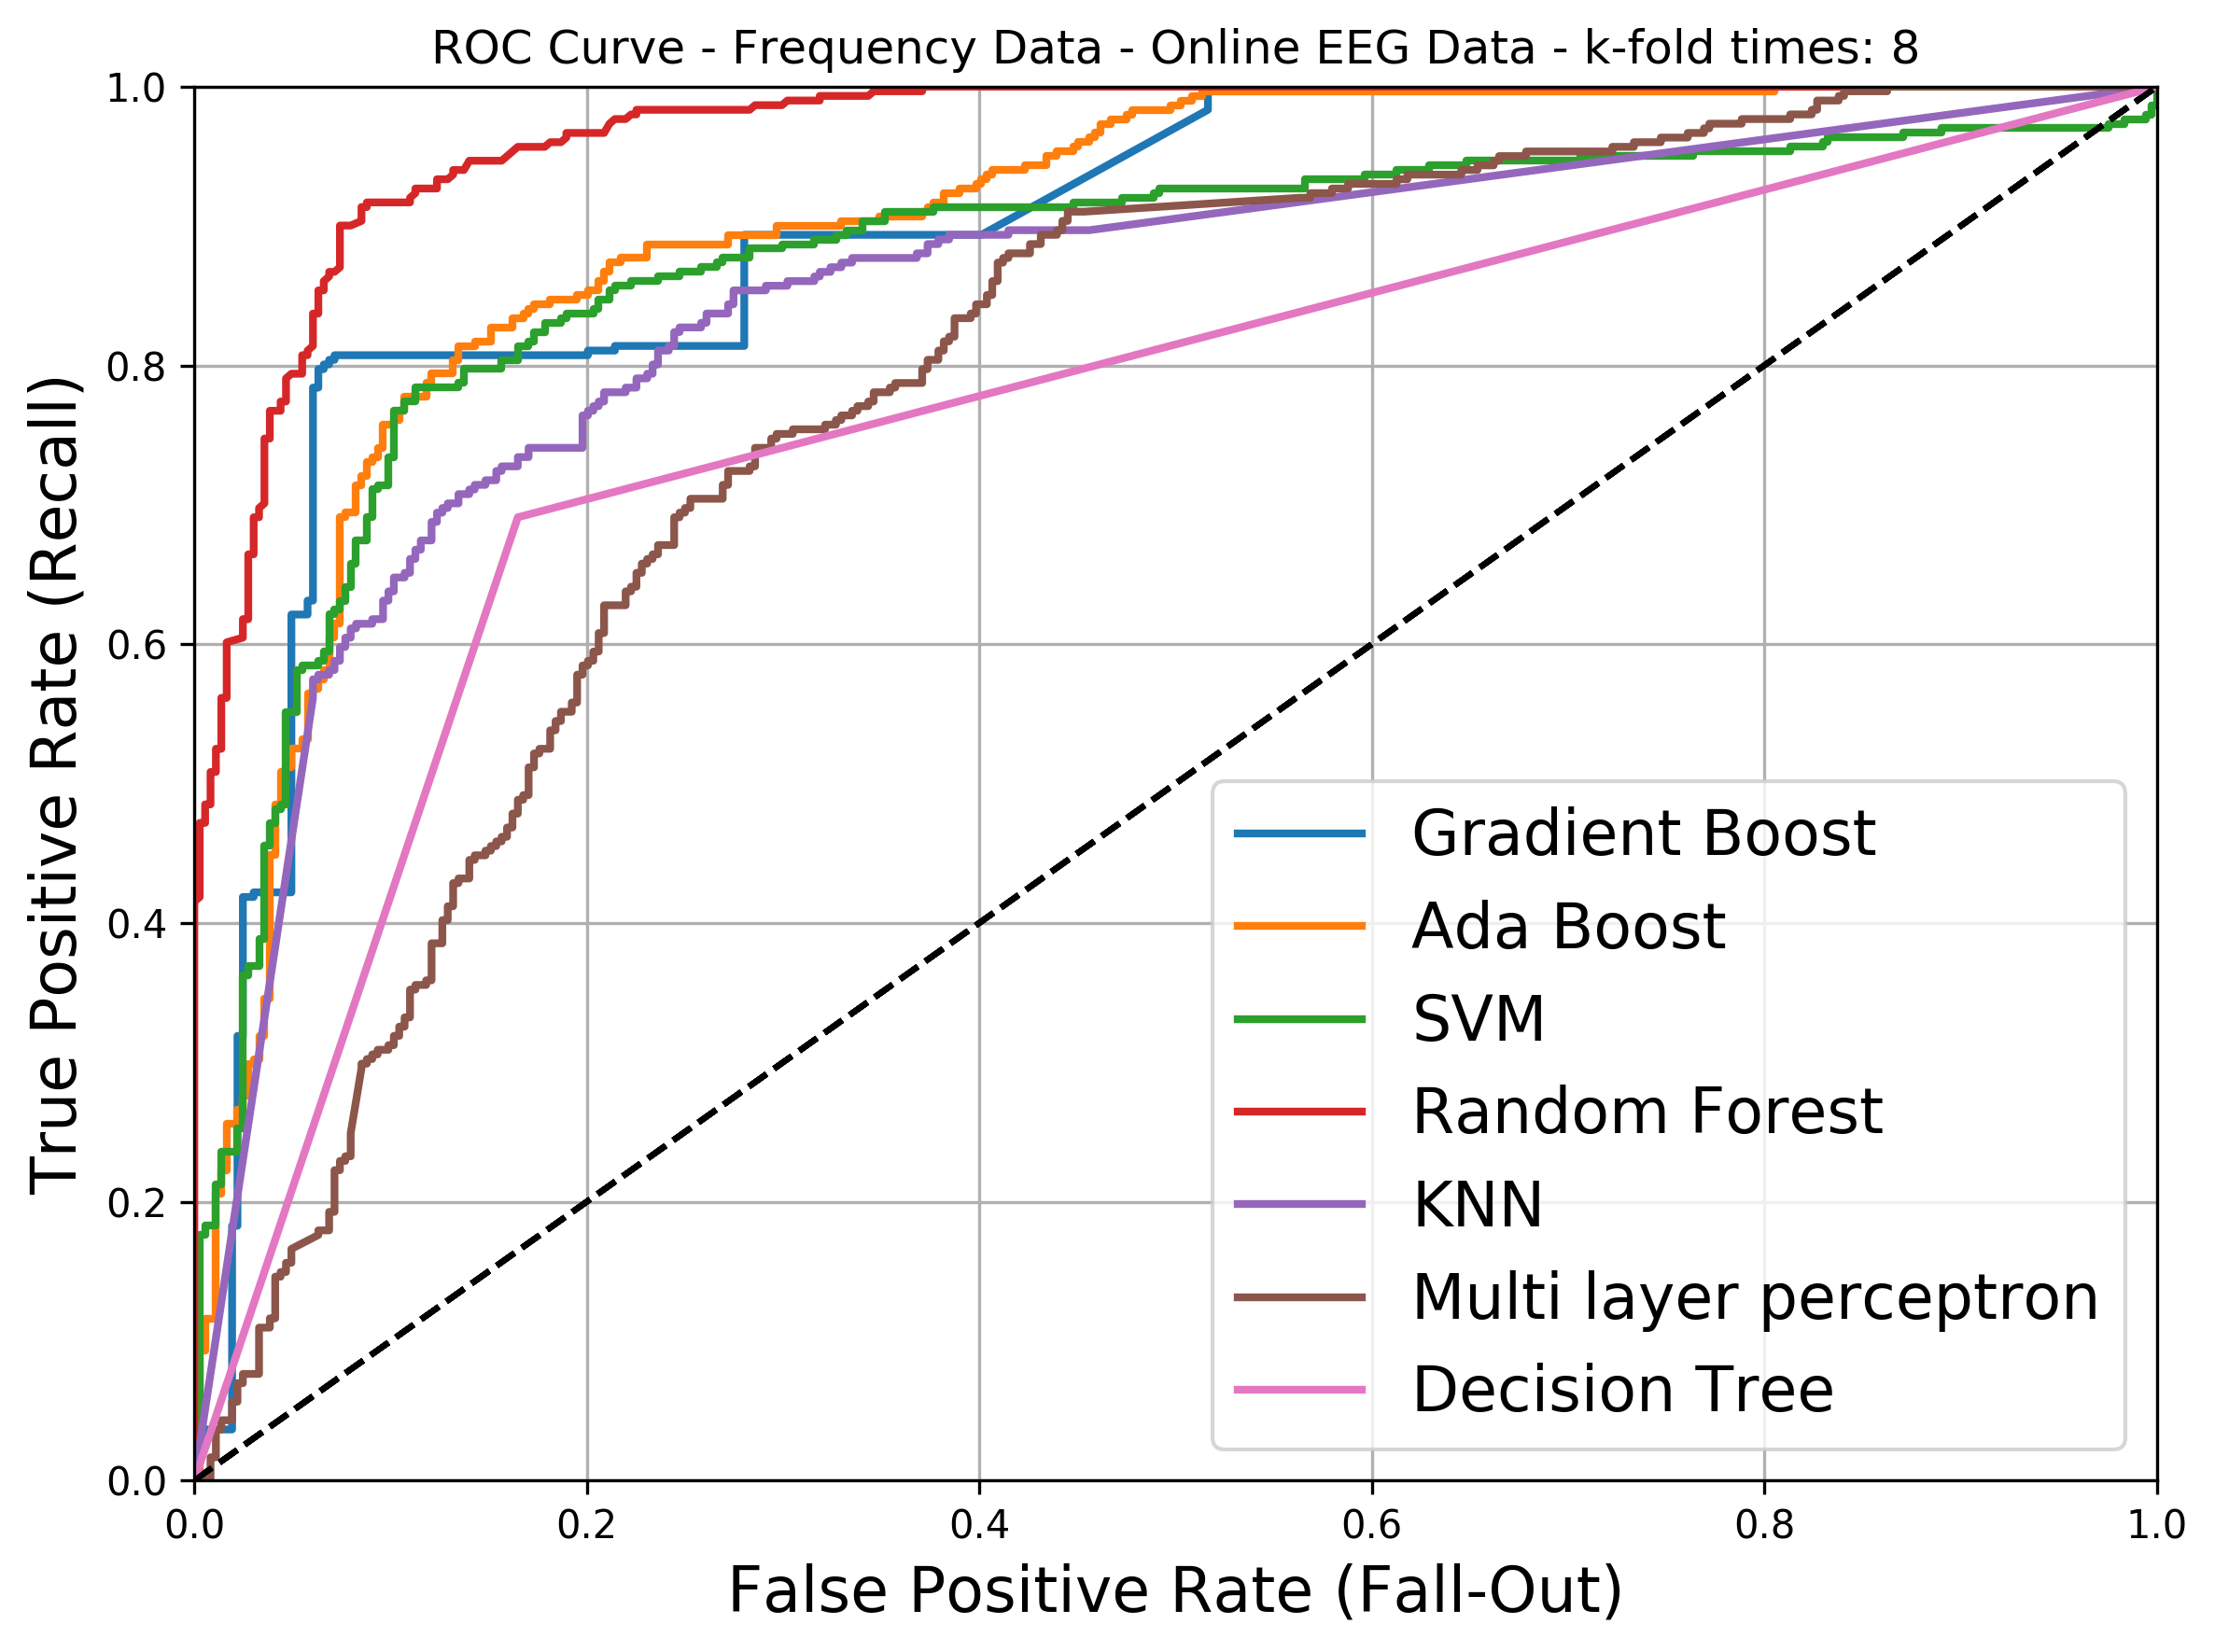 ROC Curve - Frequency Data - Online EEG Data - k-fold times: 8
True Positive Rate (Recall)
1.0
0.8
0.6
0.4
0.2
0.0
0.0 0.2 0.4 0.6 0.8 1.0
False Positive Rate (Fall-Out)
Gradient Boost
Ada Boost
SVM
Random Forest
KNN
Multi layer perceptron
Decision Tree